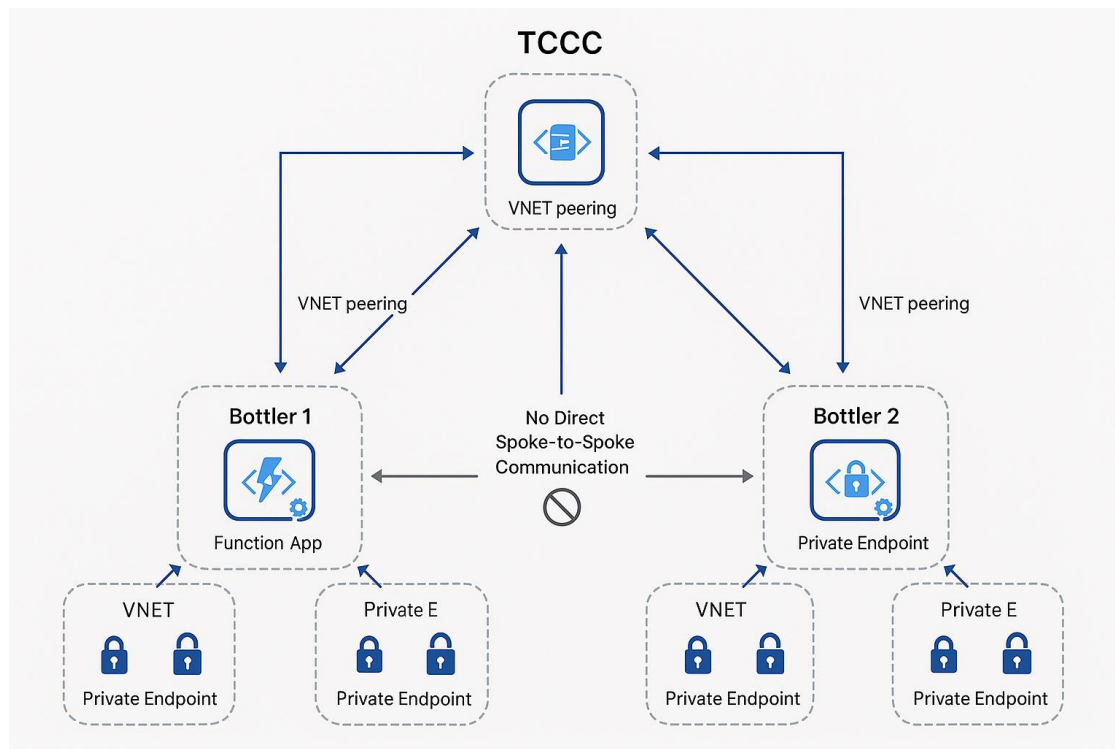 TCCC
VNET peering
VNET peering
VNET peering
Bottler 1
Function App
No Direct
Spoke-to-Spoke
Communication
Bottler 2
Private Endpoint
VNET
Private Endpoint
Private E
Private Endpoint
VNET
Private Endpoint
Private E
Private Endpoint